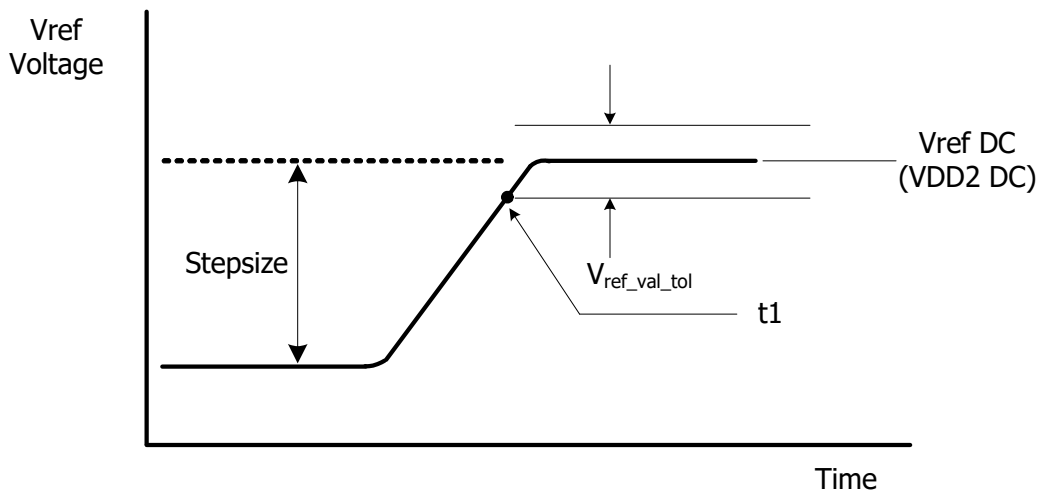 Vref
Voltage
Vref DC
(VDD2 DC)
Stepsize
Vref_val_tol
t1
Time